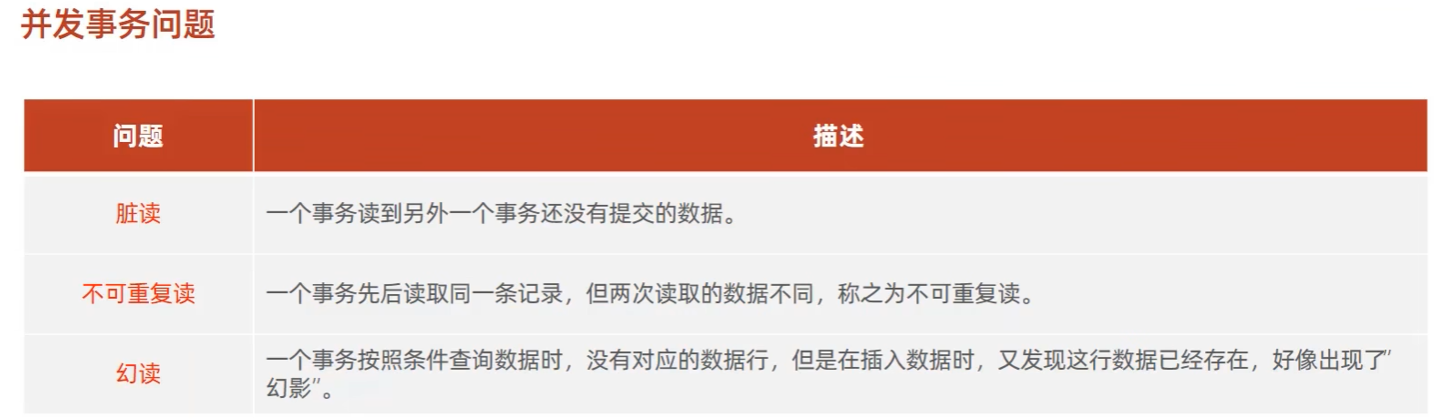 并发事务问题
问题
描述
脏读
一个事务读到另外一个事务还没有提交的数据。
不可重复读
一个事务先后读取同一条记录，但两次读取的数据不同，称之为不可重复读。
幻读
一个事务按照条件查询数据时，没有对应的数据行，但是在插入数据时，又发现这行数据已经存在，好像出现了”
幻影”。